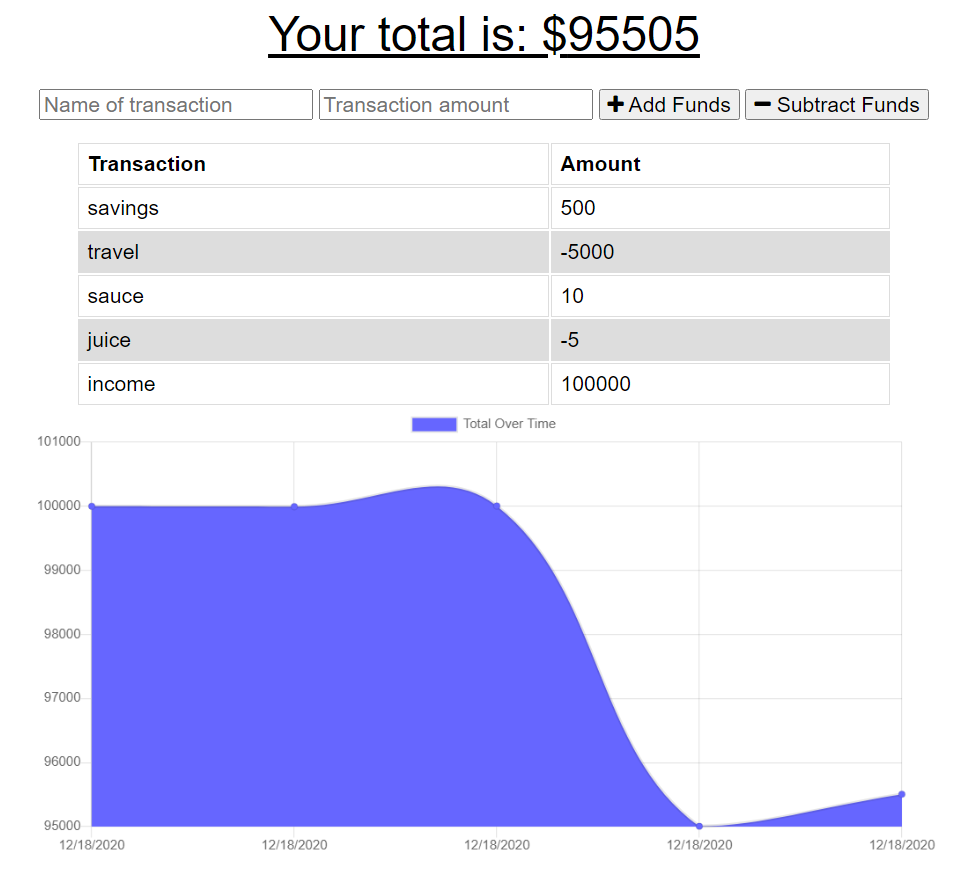 Your total is: $95505
Name of transaction Transaction amount Add Funds Subtract Funds
Transaction Amount
savings 500
travel -5000
sauce 10
juice -5
income 100000
Total Over Time
101000
100000
99000
98000
97000
96000
95000
12/18/2020 12/18/2020 12/18/2020 12/18/2020 12/18/2020